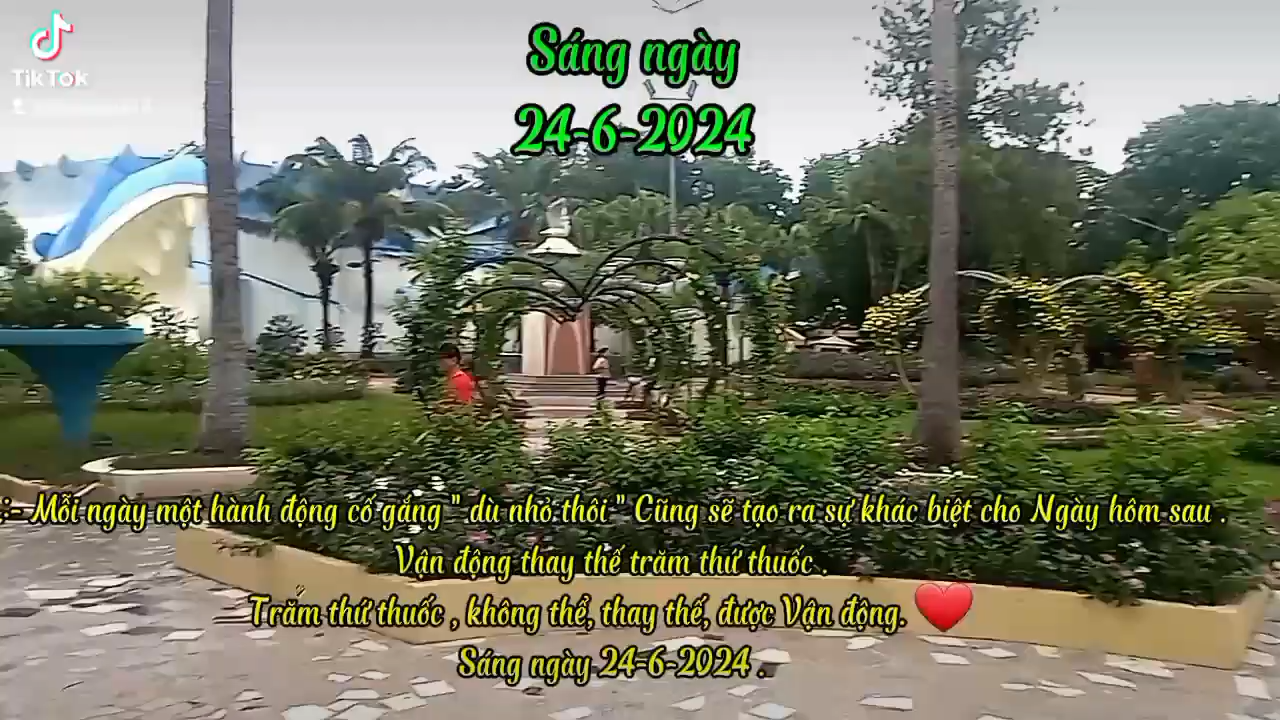 TikTok
Sáng ngày
24-6-2024
:- Mỗi ngày một hành động cố gắng " .dù nhỏ thôi " Cũng sẽ tạo ra sự khác biệt cho Ngày hôm sau .
Vận động thay thế trăm thứ thuốc .
Trẳm thứ thuốc , không thể, thay thế, được Vận động. ❤️
Sáng ngày 24-6-2024 .